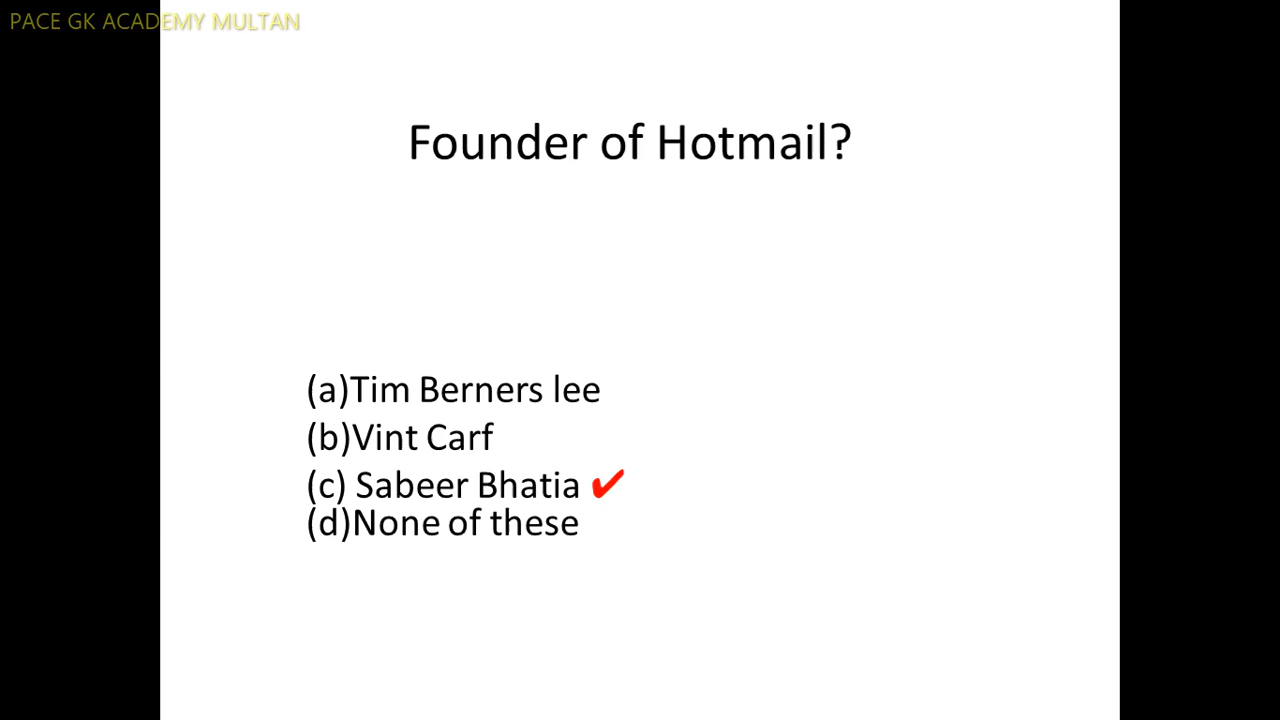 PACE GK ACADEMY MULTAN
Founder of Hotmail?
(a)Tim Berners lee
(b)Vint Carf
(c) Sabeer Bhatia ✔
(d)None of these